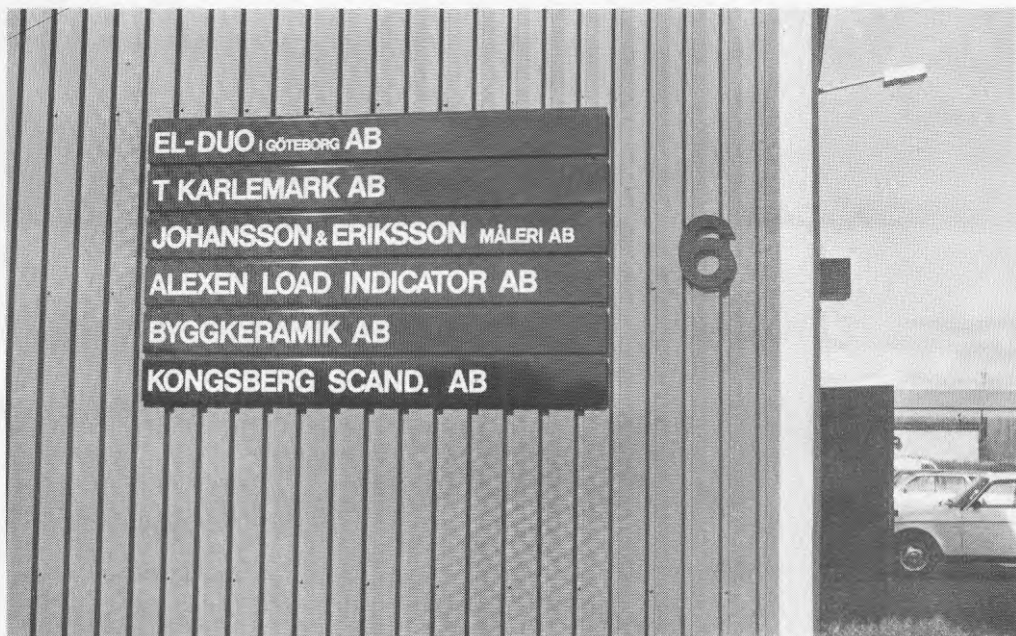 EL-DUO I GÖTEBORG AB
T KARLEMARK AB
JOHANSSON & ERIKSSON MÅLERI AB
ALEXEN LOAD INDICATOR AB
BYGGKERAMIK AB
KONGSBERG SCAND. AB
6